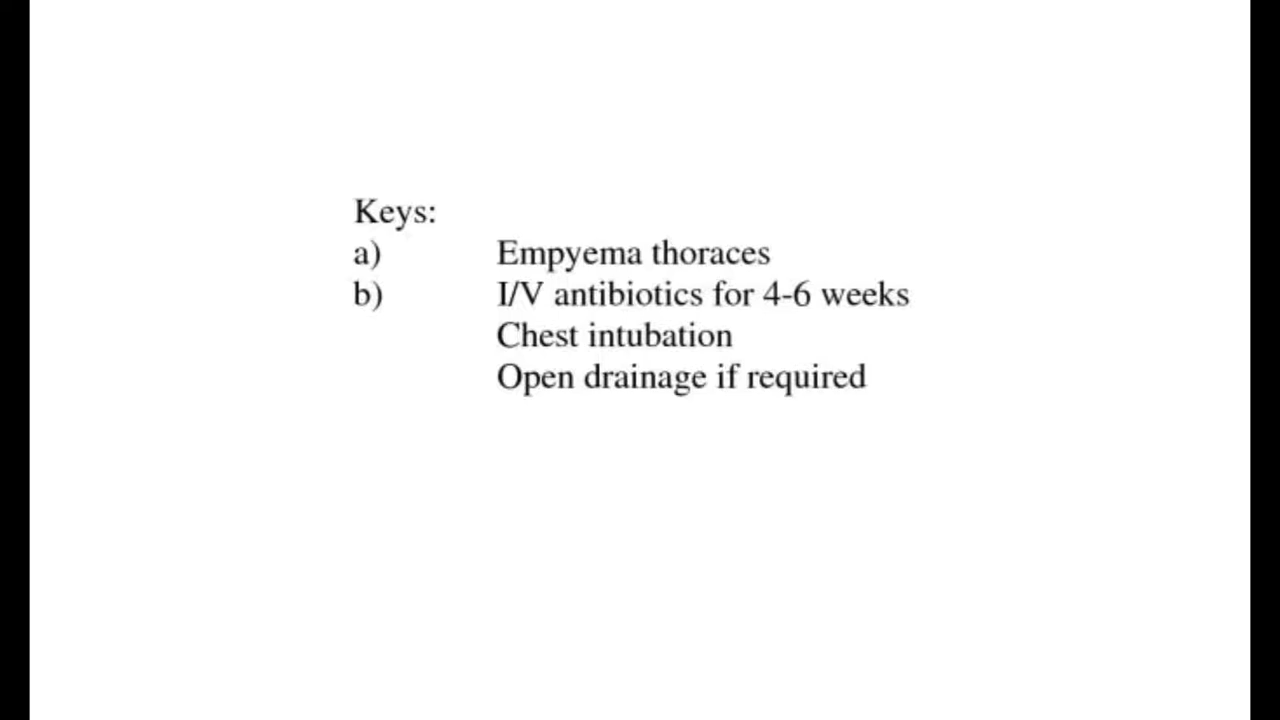 Keys:
a) Empyema thoraces
b) I/V antibiotics for 4-6 weeks
Chest intubation
Open drainage if required